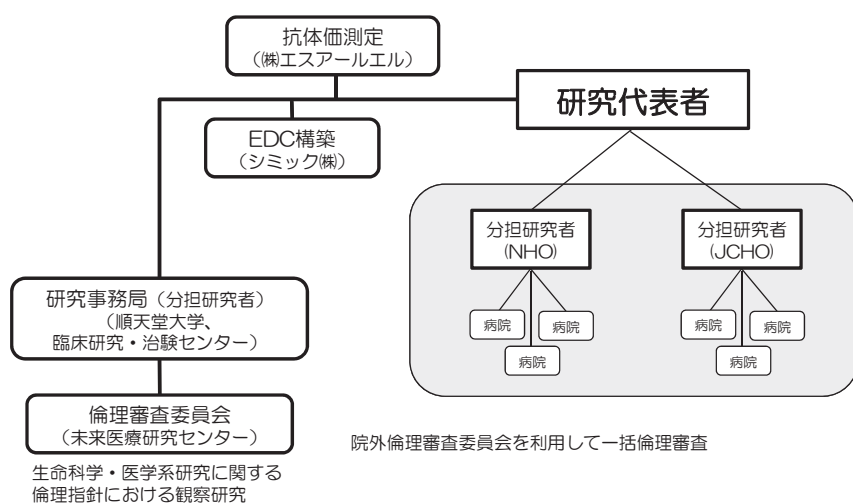 抗体価測定
(㈱エスアールエル)
研究代表者
EDC構築
(シミック㈱)
分担研究者
(NHO)
分担研究者
(JCHO)
病院
病院
病院
病院
病院
病院
研究事務局（分担研究者）
（順天堂大学、
臨床研究・治験センター）
倫理審査委員会
（未来医療研究センター）
院外倫理審査委員会を利用して一括倫理審査
生命科学・医学系研究に関する
倫理指針における観察研究